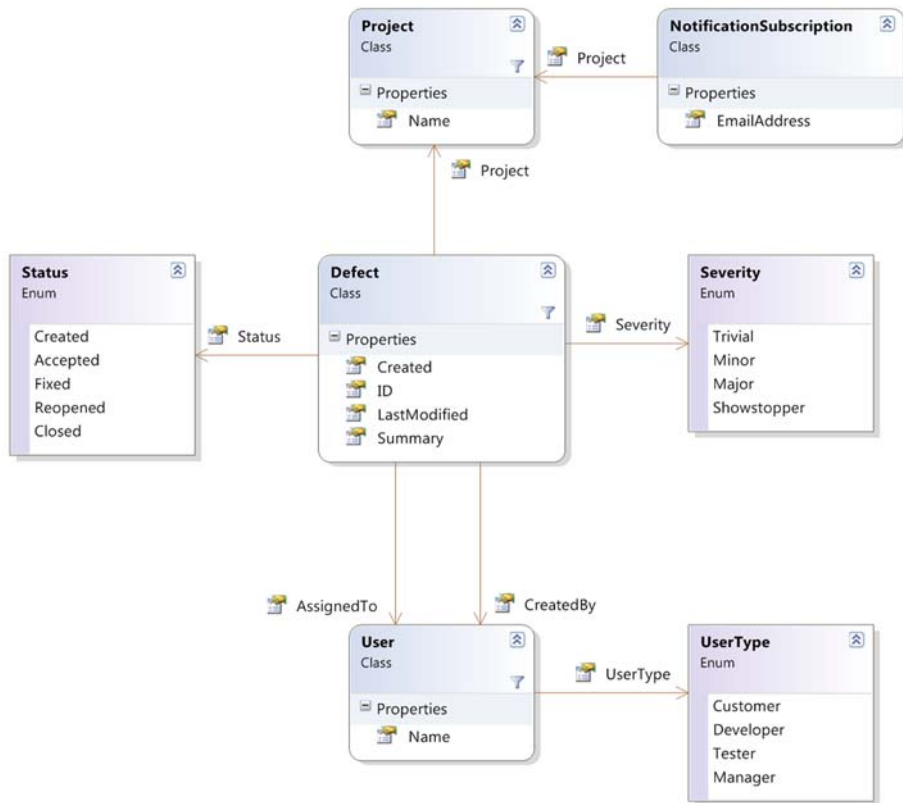 Project
Class
Properties
Name
Project
NotificationSubscription
Class
Properties
EmailAddress
Project
Status
Enum
Created
Accepted
Fixed
Reopened
Closed
Status
Defect
Class
Properties
Created
ID
LastModified
Summary
Severity
Severity
Enum
Trivial
Minor
Major
Showstopper
AssignedTo
CreatedBy
User
Class
Properties
Name
UserType
UserType
Enum
Customer
Developer
Tester
Manager